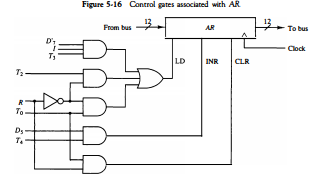 Figure 5-16 Control gates associated with AR.
From bus
12
AR
12
To bus
Clock
LD
INR
CLR
D'7
I
T3
T2
R
T0
D5
T4